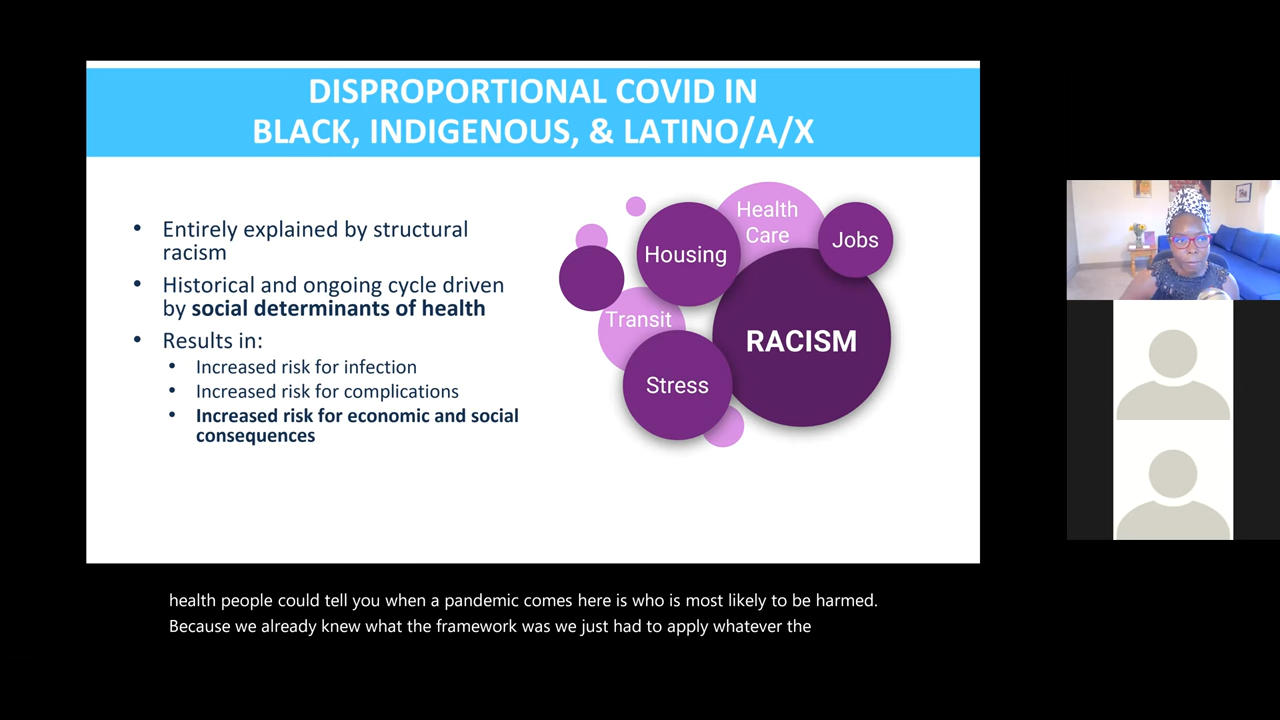 DISPROPORTIONAL COVID IN
BLACK, INDIGENOUS, & LATINO/A/X
• Entirely explained by structural
racism
• Historical and ongoing cycle driven
by social determinants of health
• Results in:
• Increased risk for infection
• Increased risk for complications
• Increased risk for economic and social
consequences
Health
Care
Housing
Jobs
Transit
RACISM
Stress
health people could tell you when a pandemic comes here is who is most likely to be harmed.
Because we already knew what the framework was we just had to apply whatever the